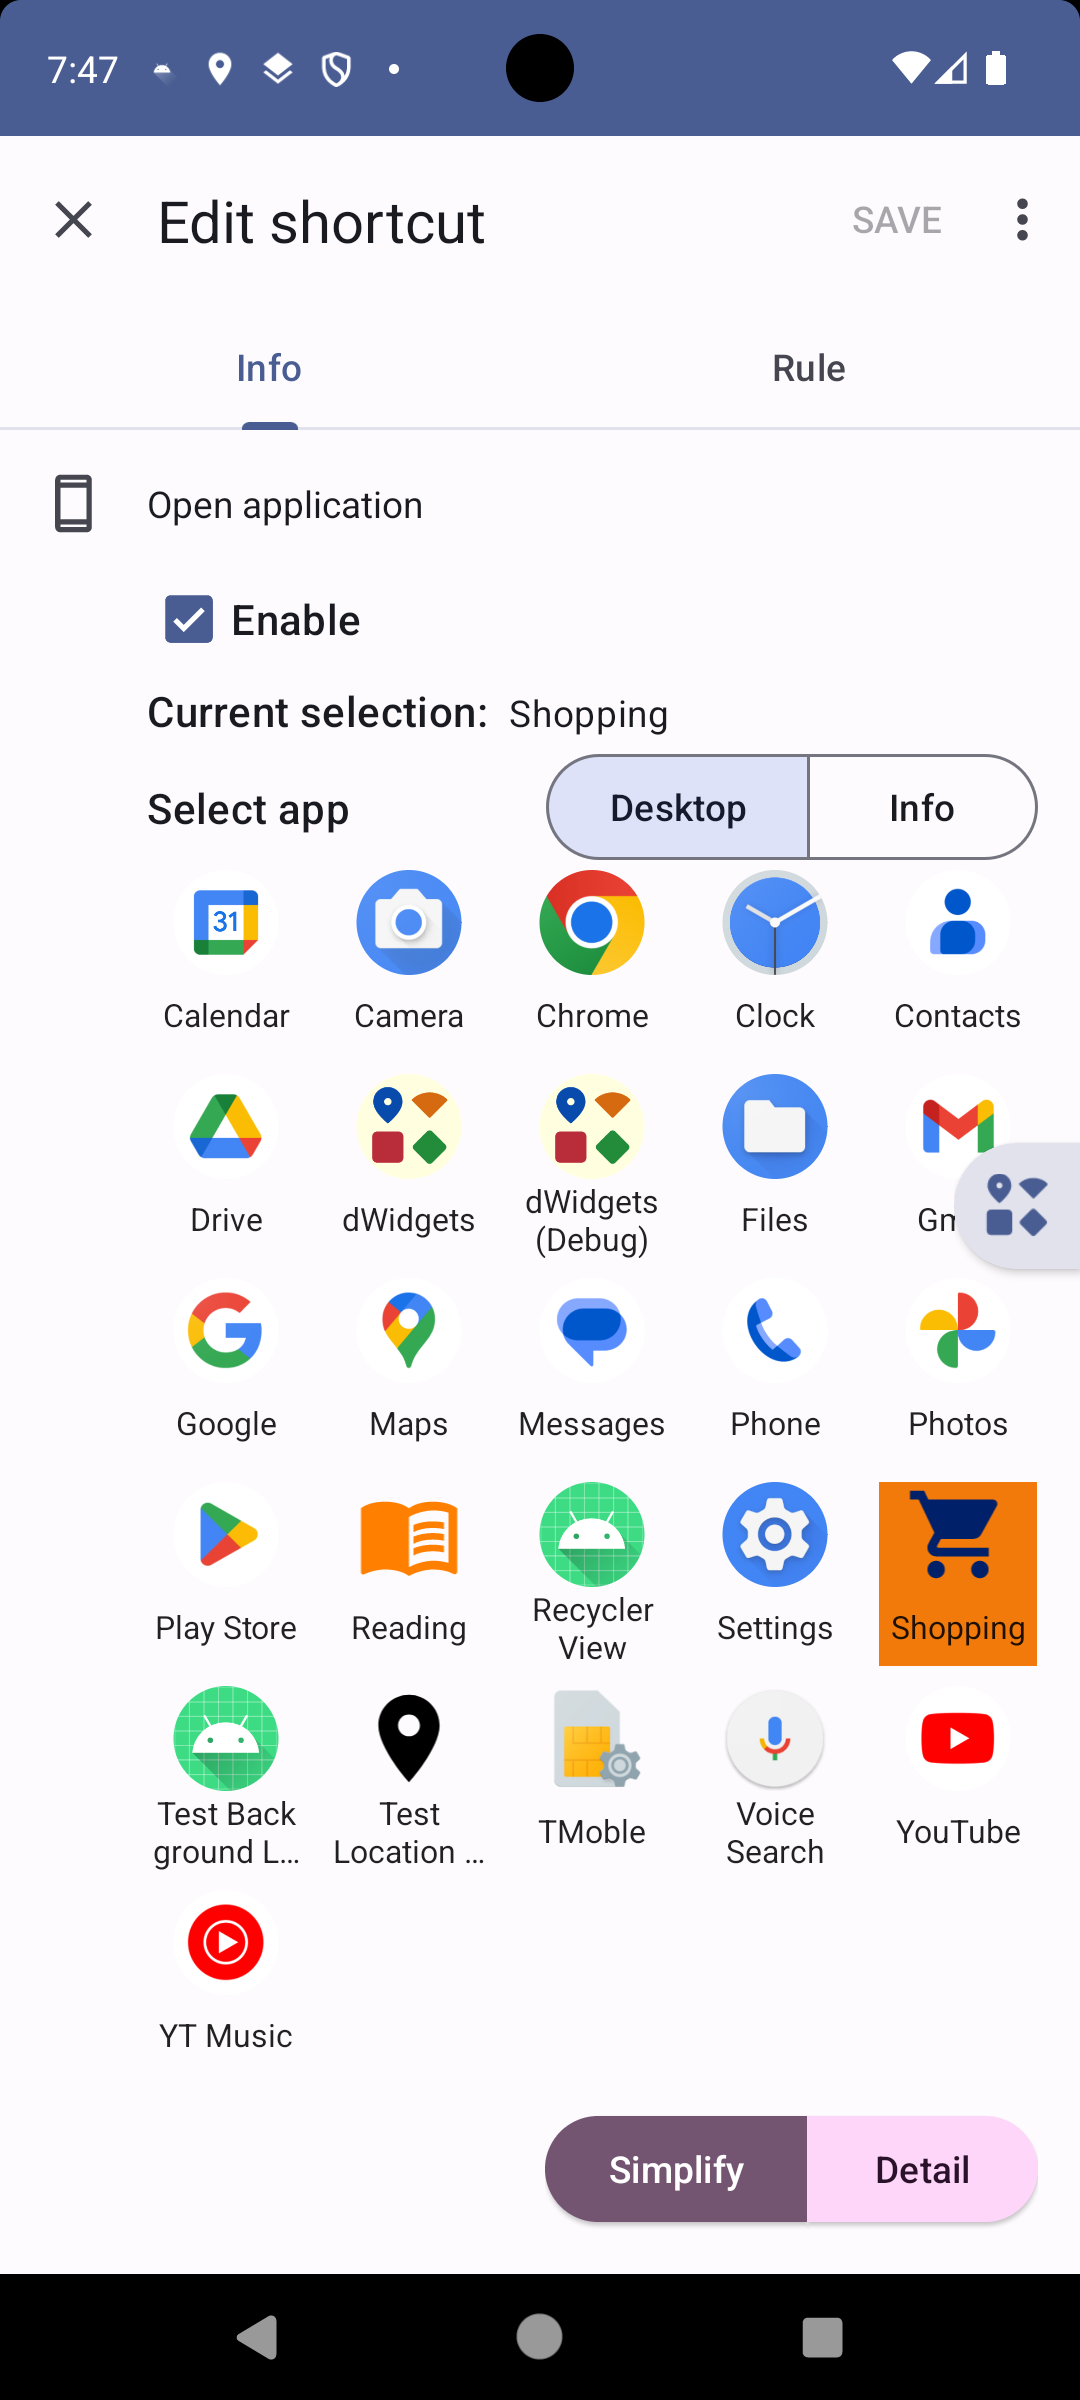 7:47
Edit shortcut
SAVE
Info
Rule
Open application
Enable
Current selection: Shopping
Select app
Desktop
Info
31
Calendar
Camera
Chrome
Clock
Contacts
Drive
dWidgets
dWidgets
(Debug)
Files
Google
Maps
Messages
Phone
Photos
Play Store
Reading
Recycler
View
Settings
Shopping
Test Back
ground L...
Test
Location ...
TMoble
Voice
Search
YouTube
YT Music
Simplify
Detail